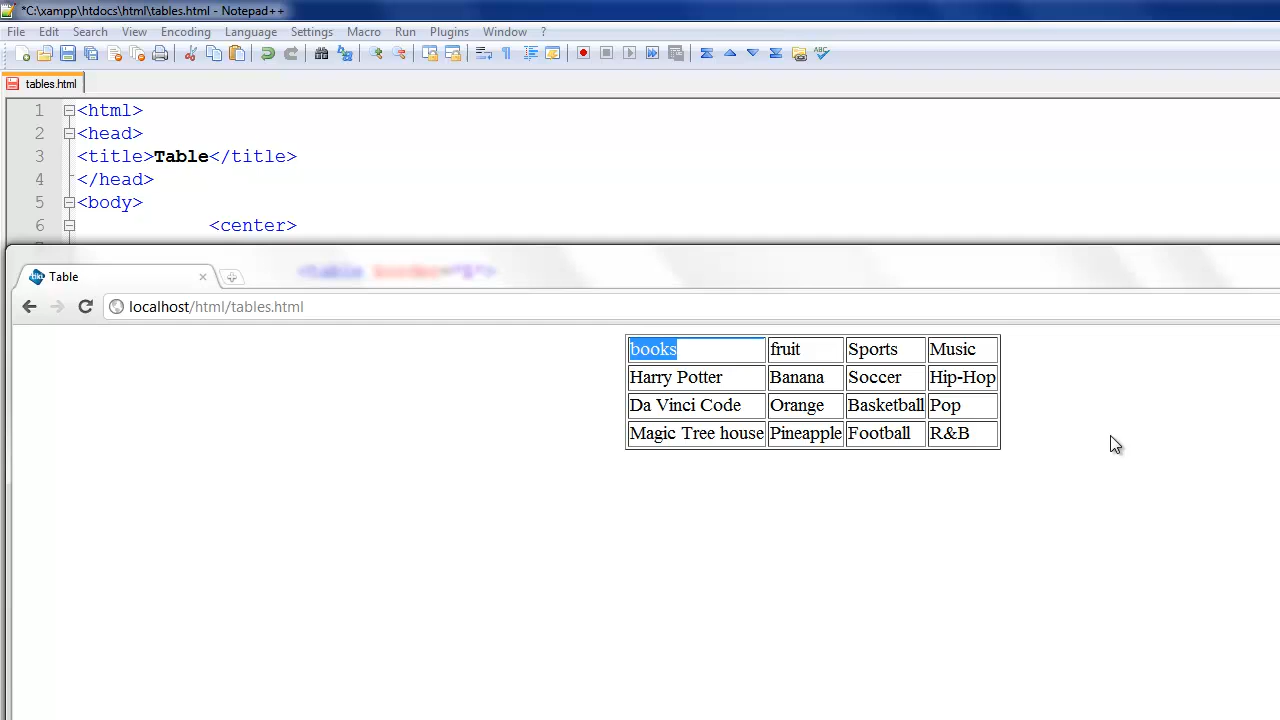 *C:\xampp\htdocs\html\tables.html - Notepad++
File Edit Search View Encoding Language Settings Macro Run Plugins Window ?
tables.html
1 <html>
2 <head>
3 <title>Table</title>
4 </head>
5 <body>
6 <center>
<table border="1">
Table
localhost/html/tables.html
books fruit Sports Music
Harry Potter Banana Soccer Hip-Hop
Da Vinci Code Orange Basketball Pop
Magic Tree house Pineapple Football R&B